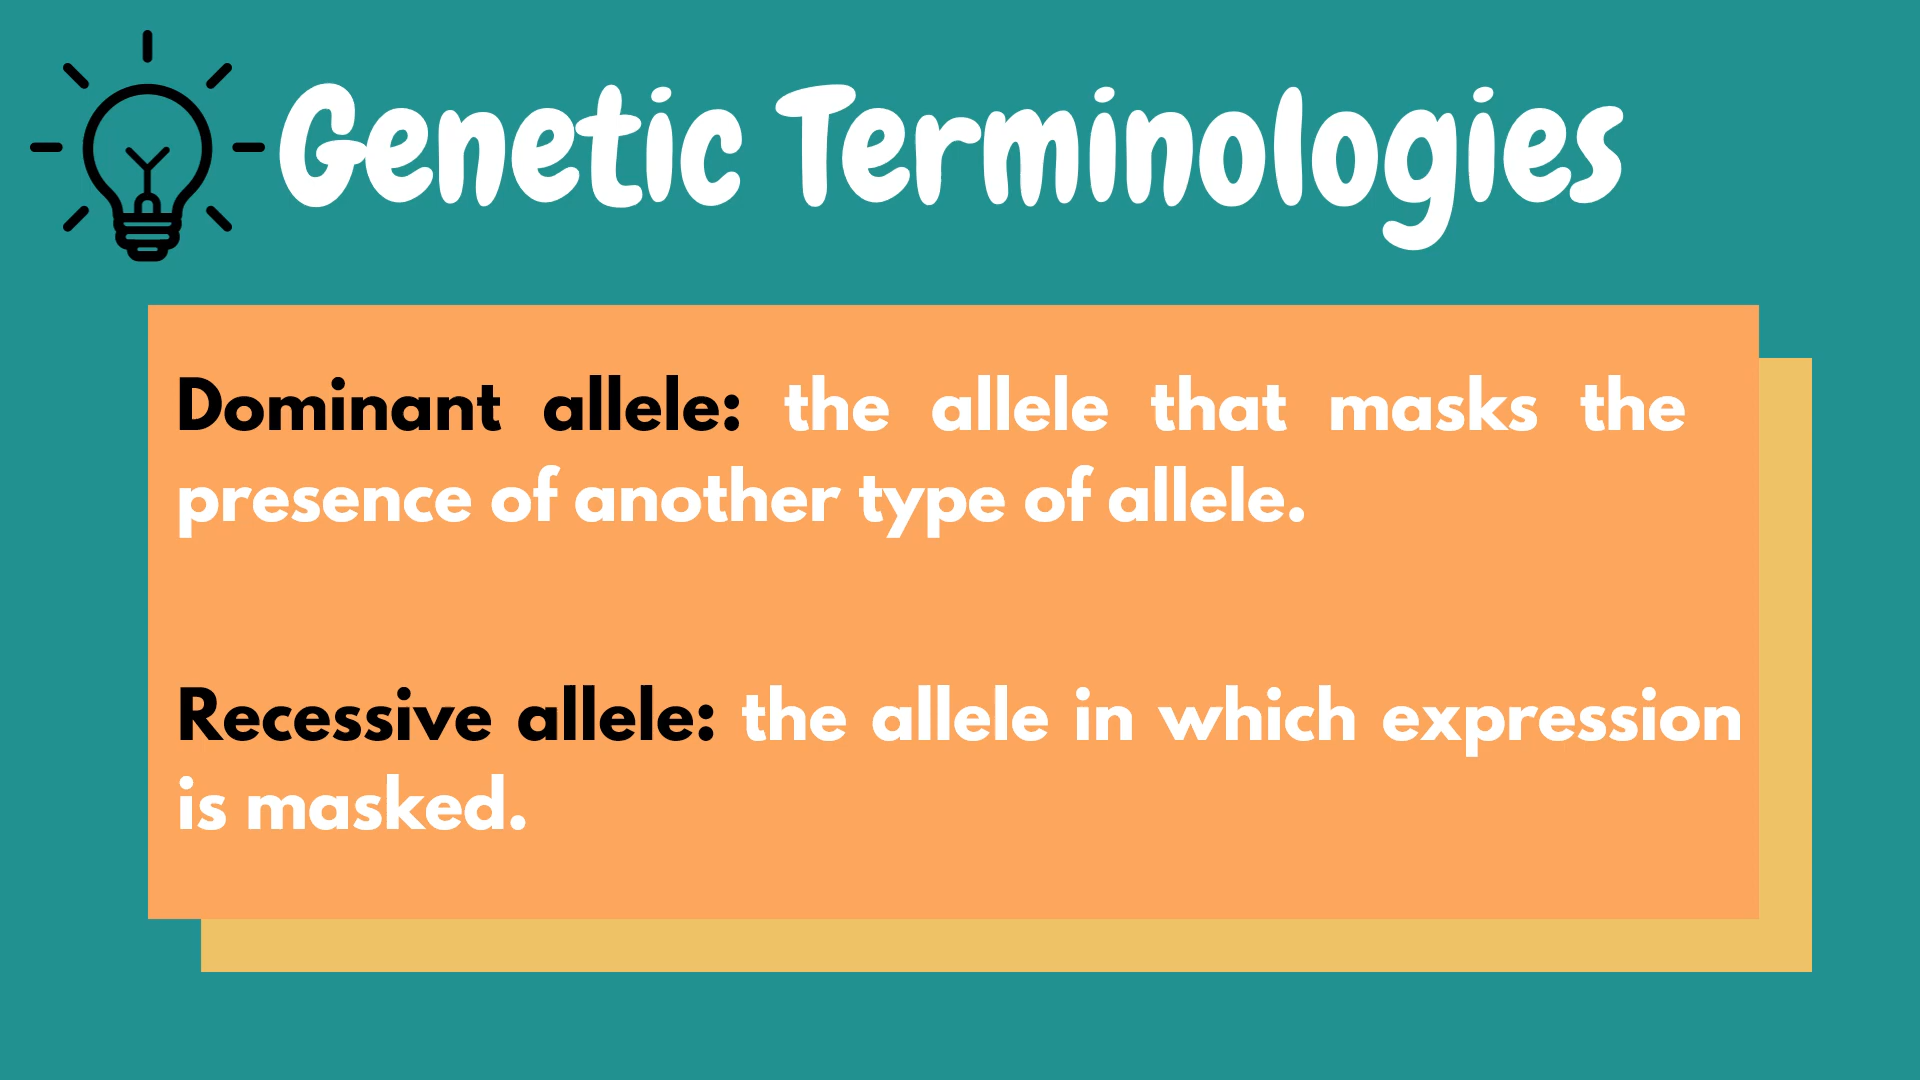 Genetic Terminologies
Dominant allele: the allele that masks the
presence of another type of allele.
Recessive allele: the allele in which expression
is masked.